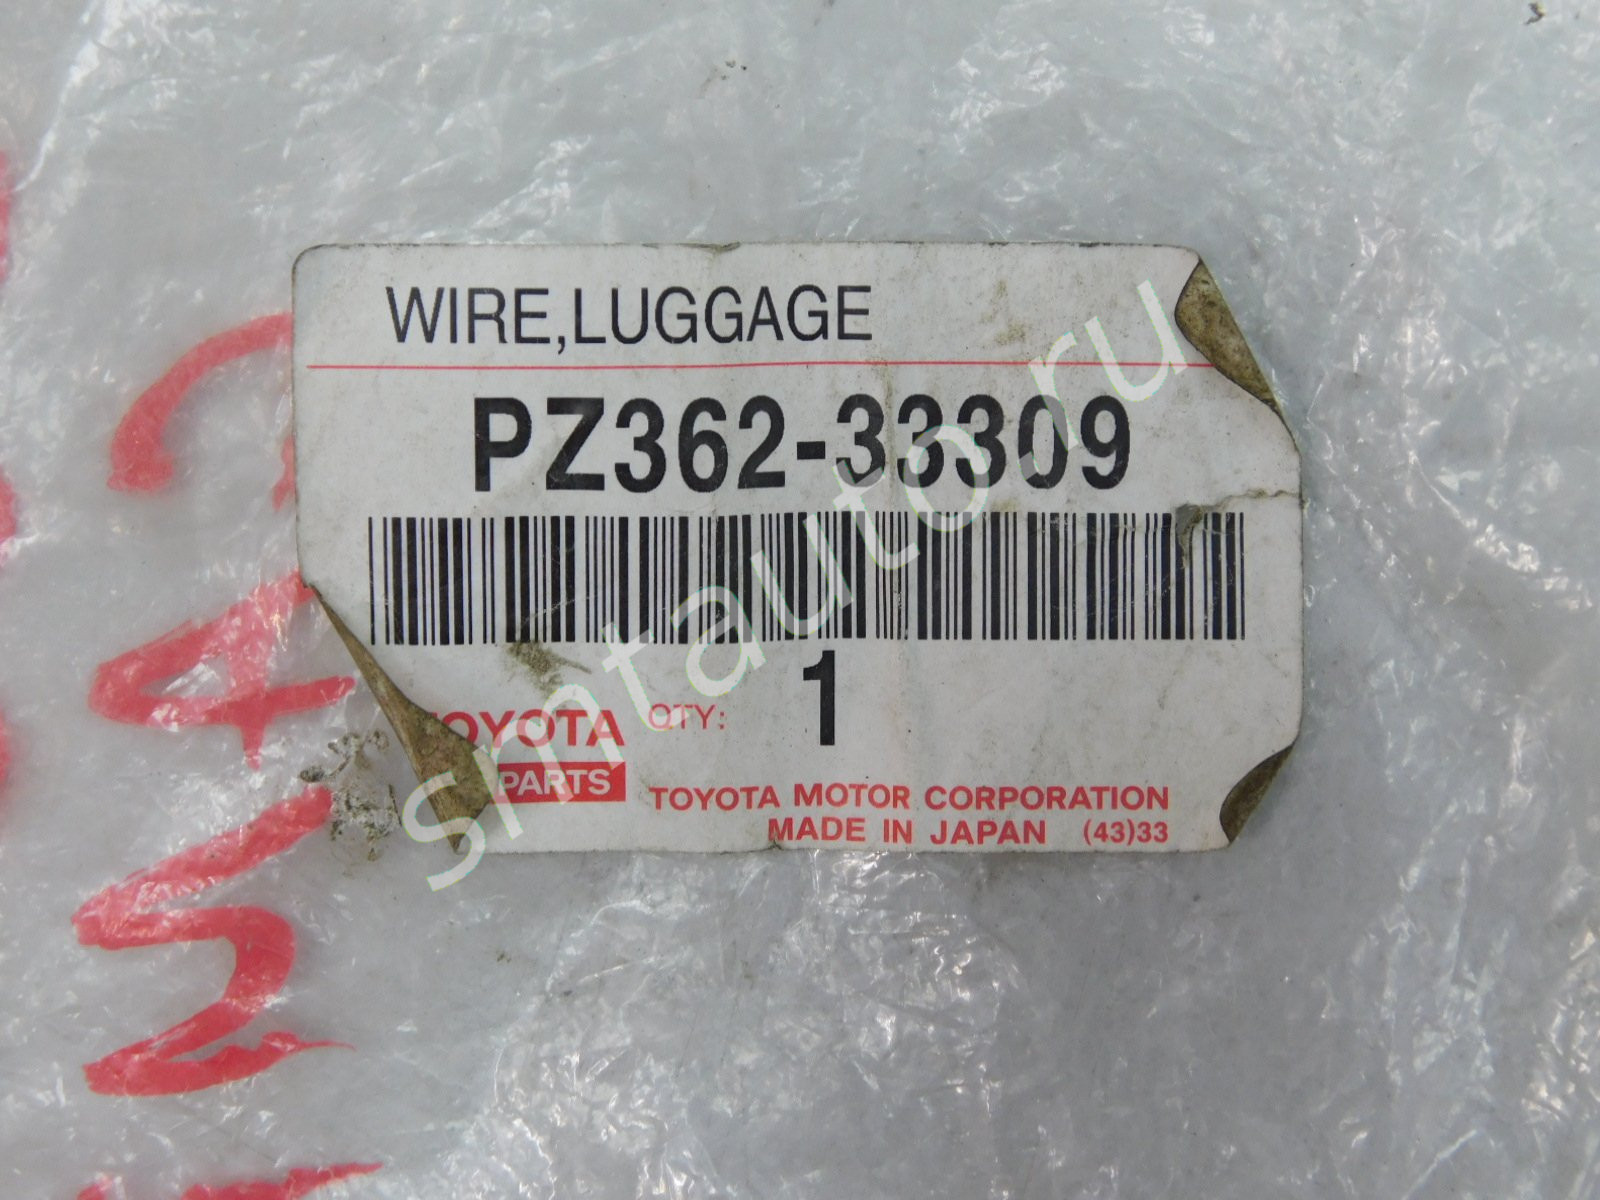 WIRE,LUGGAGE
PZ362-33309
1
TOYOTA QTY:
PARTS
TOYOTA MOTOR CORPORATION
MADE IN JAPAN (43)33
smtauto.ru